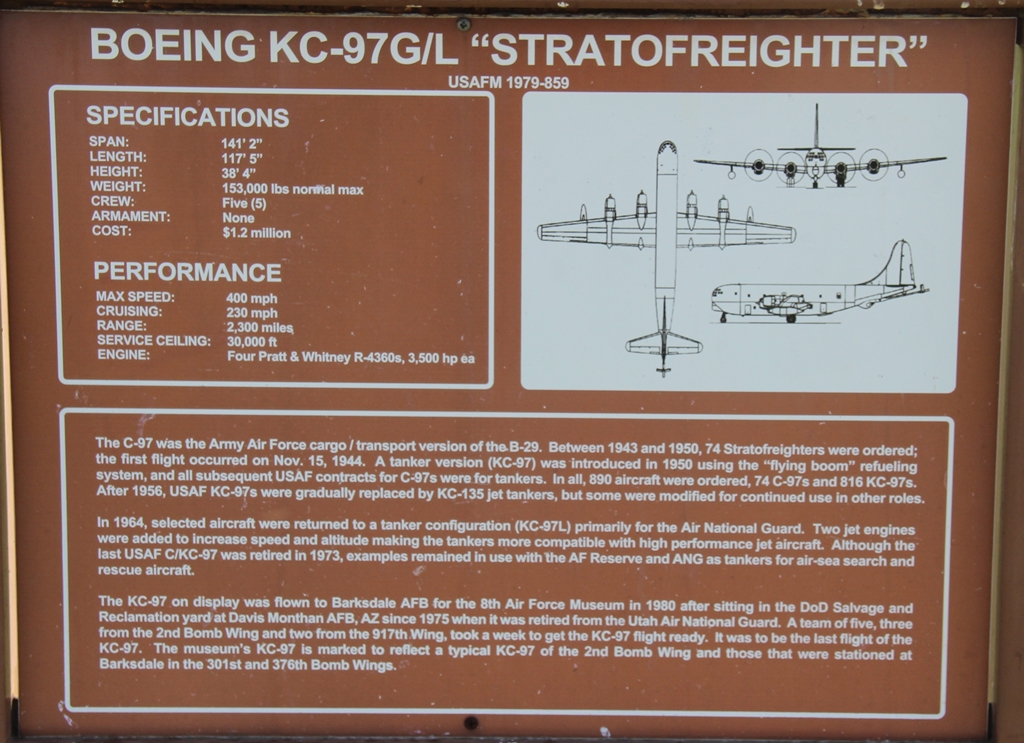 BOEING KC-97G/L “STRATOFREIGHTER”
USAFM 1979-859
SPECIFICATIONS
SPAN: 141’ 2”
LENGTH: 117’ 5”
HEIGHT: 38’ 4”
WEIGHT: 153,000 lbs normal max
CREW: Five (5)
ARMAMENT: None
COST: $1.2 million
PERFORMANCE
MAX SPEED: 400 mph
CRUISING: 230 mph
RANGE: 2,300 miles
SERVICE CEILING: 30,000 ft
ENGINE: Four Pratt & Whitney R-4360s, 3,500 hp ea
The C-97 was the Army Air Force cargo / transport version of the B-29. Between 1943 and 1950, 74 Stratofreighters were ordered;
the first flight occurred on Nov. 15, 1944. A tanker version (KC-97) was introduced in 1950 using the “flying boom” refueling
system, and all subsequent USAF contracts for C-97s were for tankers. In all, 890 aircraft were ordered, 74 C-97s and 816 KC-97s.
After 1956, USAF KC-97s were gradually replaced by KC-135 jet tankers, but some were modified for continued use in other roles.
In 1964, selected aircraft were returned to a tanker configuration (KC-97L) primarily for the Air National Guard. Two jet engines
were added to increase speed and altitude making the tankers more compatible with high performance jet aircraft. Although the
last USAF C/KC-97 was retired in 1973, examples remained in use with the AF Reserve and ANG as tankers for air-sea search and
rescue aircraft.
The KC-97 on display was flown to Barksdale AFB for the 8th Air Force Museum in 1980 after sitting in the DoD Salvage and
Reclamation yard at Davis Monthan AFB, AZ since 1975 when it was retired from the Utah Air National Guard. A team of five, three
from the 2nd Bomb Wing and two from the 917th Wing, took a week to get the KC-97 flight ready. It was to be the last flight of the
KC-97. The museum’s KC-97 is marked to reflect a typical KC-97 of the 2nd Bomb Wing and those that were stationed at
Barksdale in the 301st and 376th Bomb Wings.